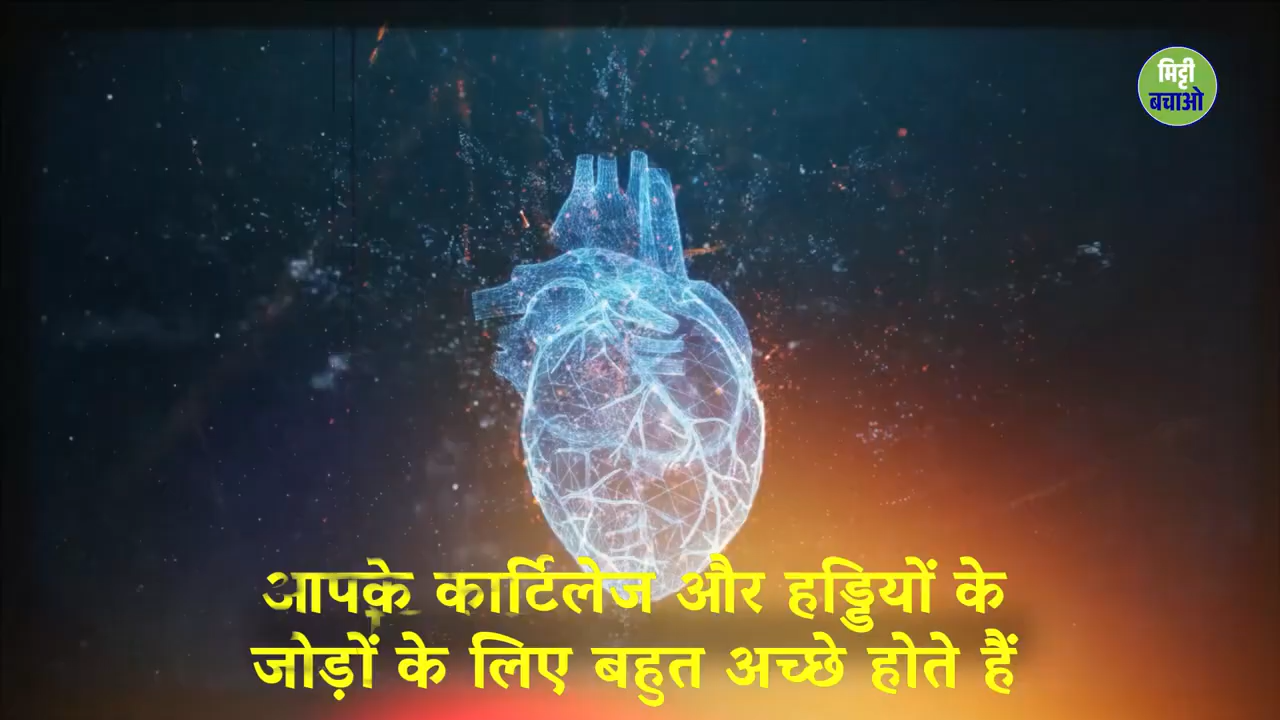 मिट्टी
बचाओ
आपके कार्टिलेज और हड्डियों के
जोड़ों के लिए बहुत अच्छे होते हैं